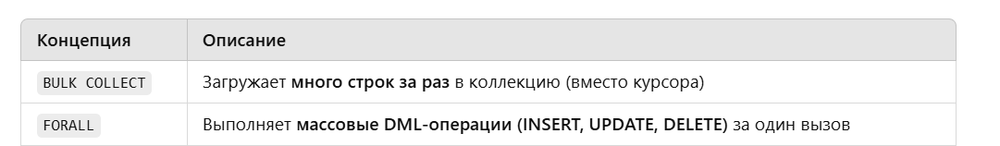 Концепция Описание
BULK COLLECT Загружает много строк за раз в коллекцию (вместо курсора)
FORALL Выполняет массовые DML-операции (INSERT, UPDATE, DELETE) за один вызов